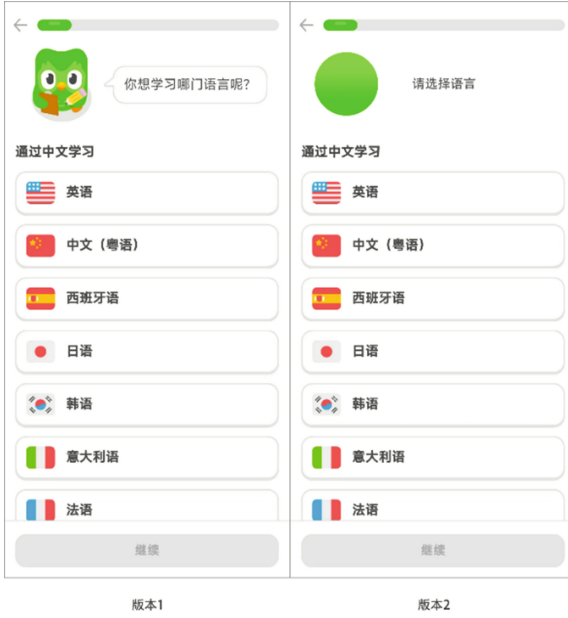 你想学习哪门语言呢?
通过中文学习
英语
中文（粤语）
西班牙语
日语
韩语
意大利语
法语
继续
版本1
请选择语言
通过中文学习
英语
中文（粤语）
西班牙语
日语
韩语
意大利语
法语
继续
版本2